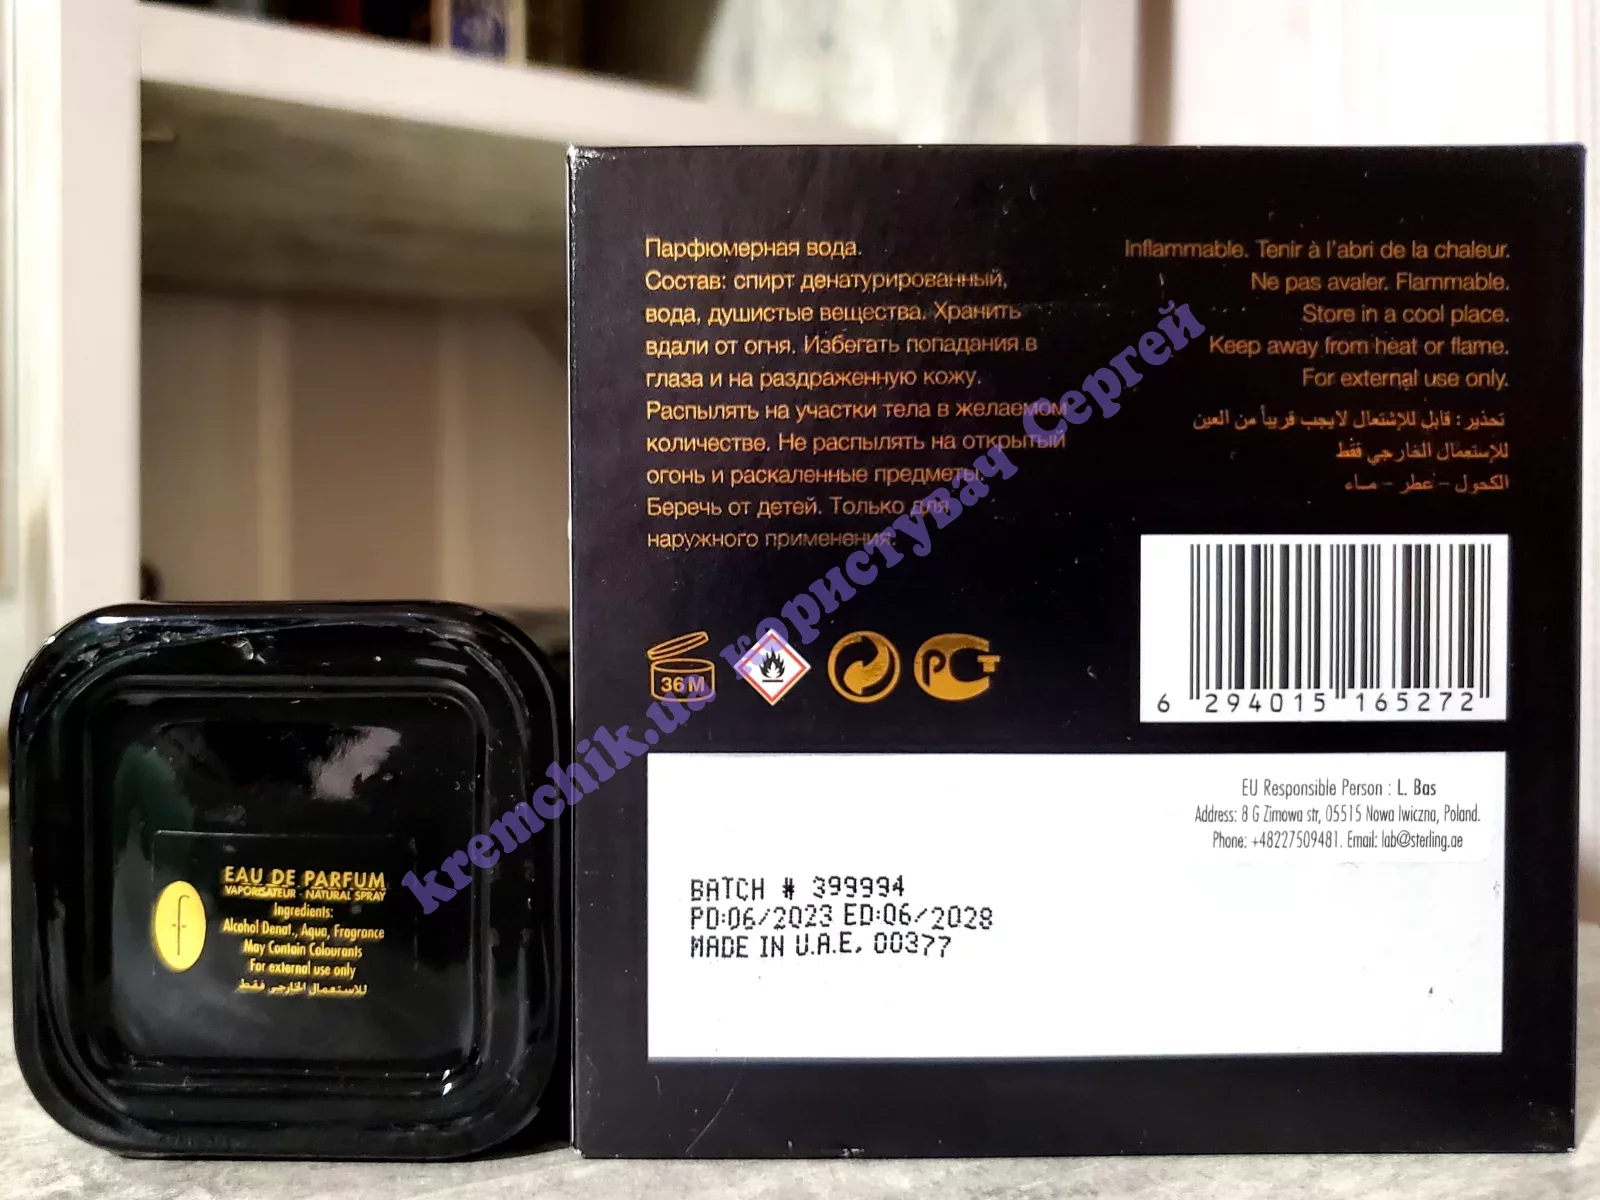 Парфюмерная вода.
Состав: спирт денатурированный,
вода, душистые вещества. Хранить
вдали от огня. Избегать попадания в
глаза и на раздраженную кожу.
Распылять на участки тела в желаемом
количестве. Не распылять на открытый
огонь и раскаленные предметы.
Беречь от детей. Только для
наружного применения.
Inflammable. Tenir à l'abri de la chaleur.
Ne pas avaler. Flammable.
Store in a cool place.
Keep away from heat or flame.
For external use only.
تحذير: قابل للإشتعال لا يجب قريباً من العين
للإستعمال الخارجي فقط
الكحول - عطر - ماء
36 M
РСТ
6 294015 165272
EU Responsible Person : L. Bas
Address: 8 G Zimowa str, 05515 Nowa Iwiczna, Poland.
Phone: +48227509481. Email: lab@sterling.ae
BATCH # 399994
PD:06/2023 ED:06/2028
MADE IN U.A.E. 00377
f
EAU DE PARFUM
VAPORISATEUR - NATURAL SPRAY
Ingredients:
Alcohol Denat., Aqua, Fragrance
May Contain Colourants
For external use only
للاستعمال الخارجي فقط
kremchik.ua користувач Сергей